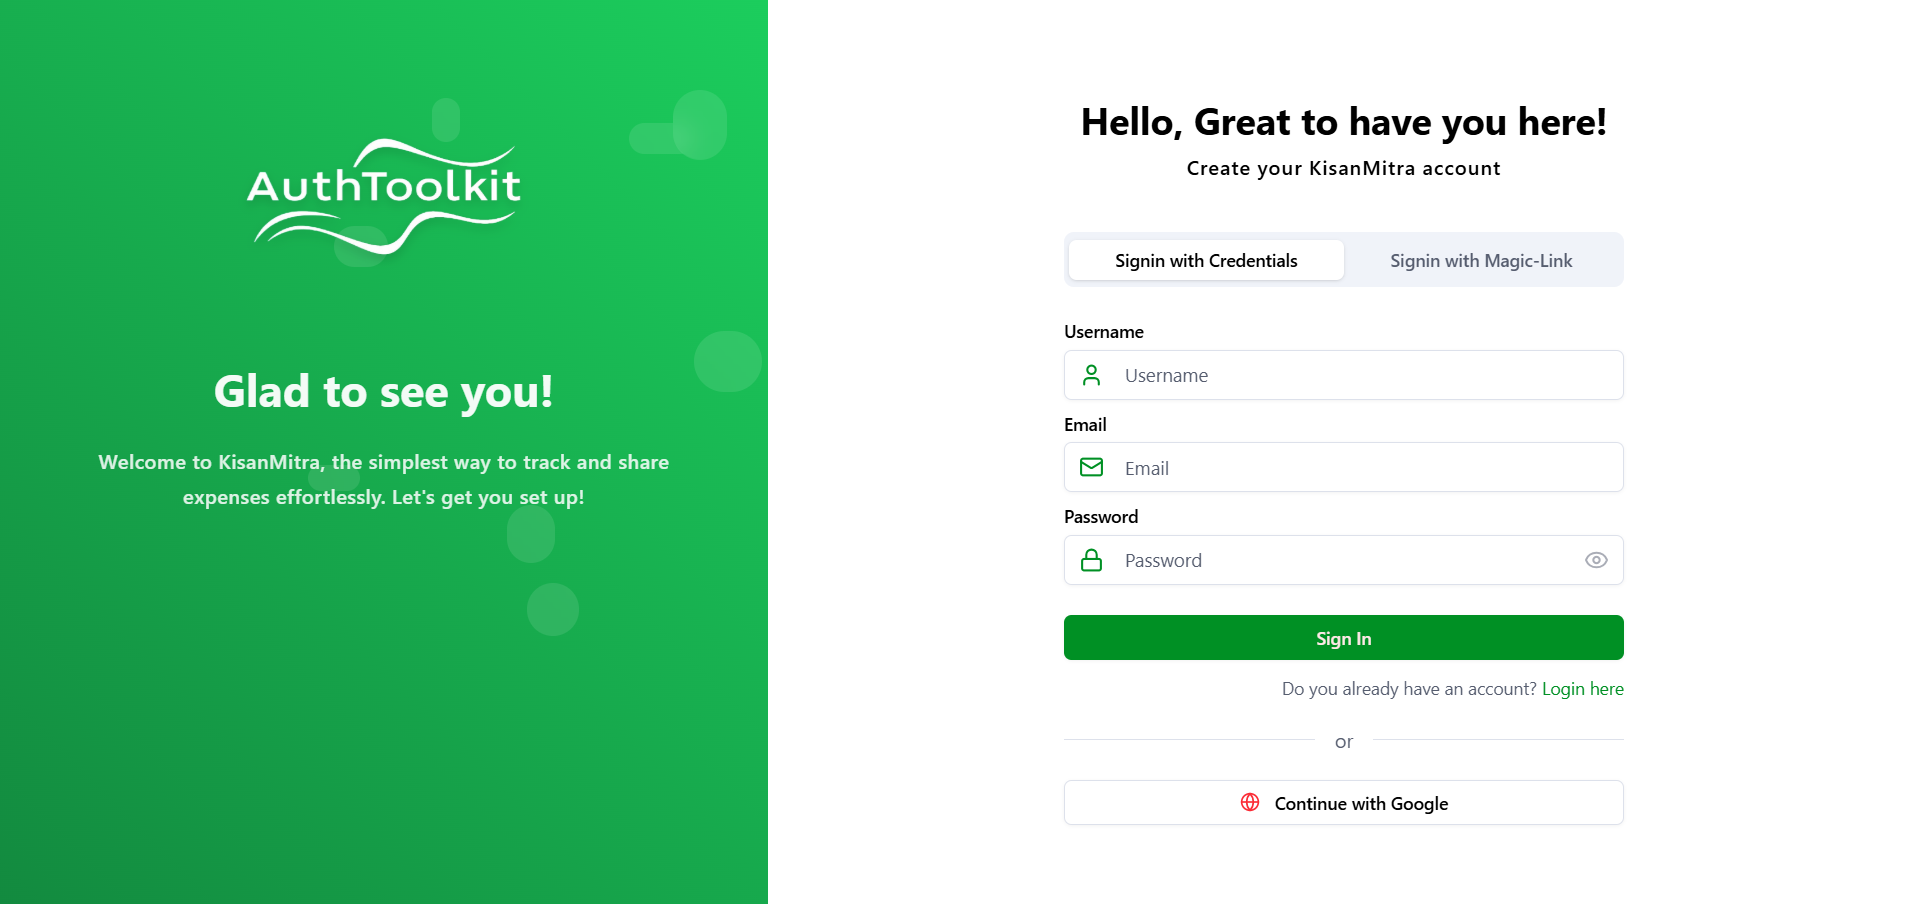 AuthToolkit
Glad to see you!
Welcome to KisanMitra, the simplest way to track and share
expenses effortlessly. Let's get you set up!
Hello, Great to have you here!
Create your KisanMitra account
Signin with Credentials
Signin with Magic-Link
Username
Username
Email
Email
Password
Password
Sign In
Do you already have an account? Login here
or
Continue with Google